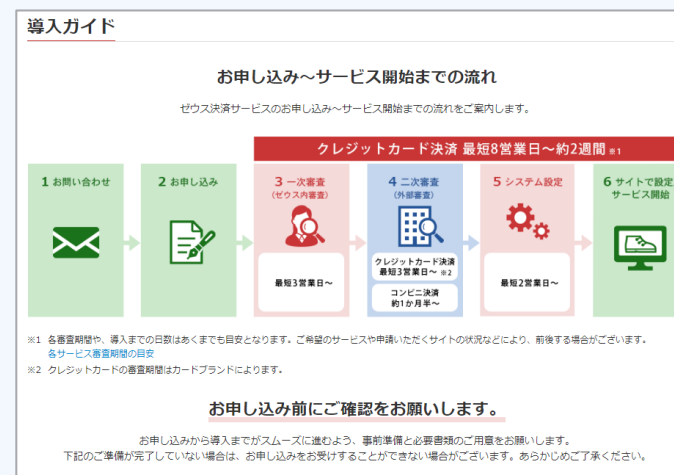 導入ガイド
お申し込み～サービス開始までの流れ
ゼウス決済サービスのお申し込み～サービス開始までの流れをご案内します。
クレジットカード決済 最短8営業日～約2週間 ※1
1 お問い合わせ
2 お申し込み
3 一次審査
（ゼウス内審査）
最短3営業日～
4 二次審査
（外部審査）
クレジットカード決済
最短3営業日～ ※2
コンビニ決済
約1か月半～
5 システム設定
最短2営業日～
6 サイトで設定
サービス開始
※1 各審査期間や、導入までの日数はあくまでも目安となります。ご希望のサービスや申請いただくサイトの状況などにより、前後する場合がございます。
各サービス審査期間の目安
※2 クレジットカードの審査期間はカードブランドによります。
お申し込み前にご確認をお願いします。
お申し込みから導入までがスムーズに進むよう、事前準備と必要書類のご用意をお願いします。
下記のご準備が完了していない場合は、お申し込みをお受けすることができない場合がございます。あらかじめご了承ください。